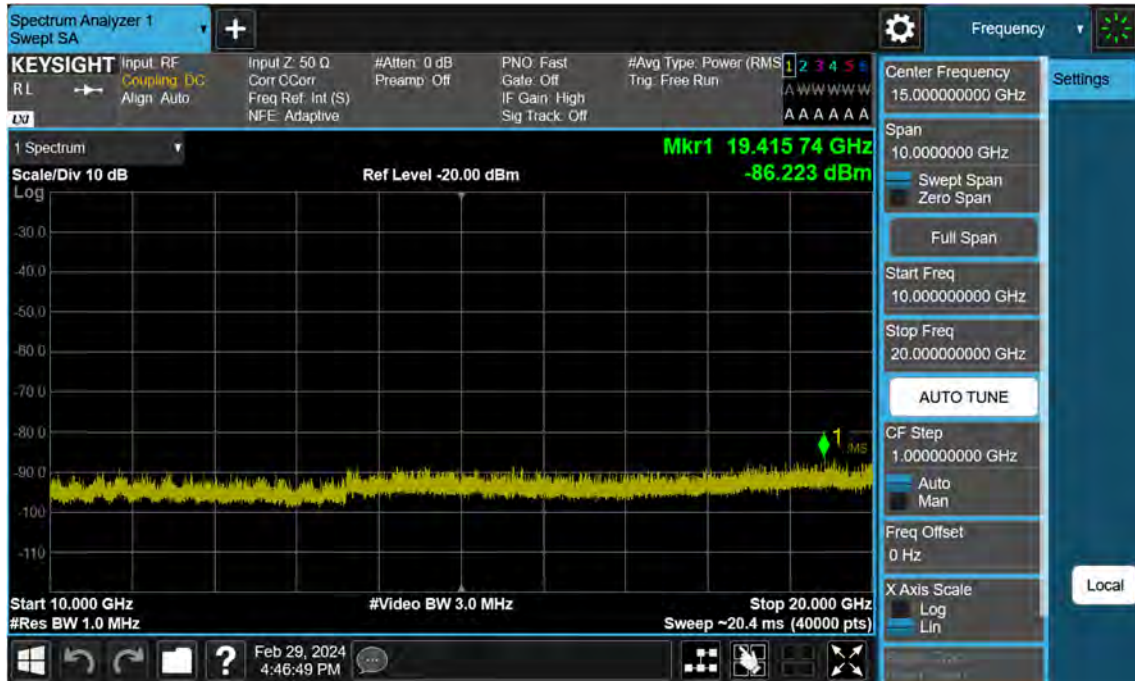 Spectrum Analyzer 1
Swept SA
Frequency
KEYSIGHT
RL
LXI
Input: RF
Coupling: DC
Align: Auto
Input Z: 50 Ω
Corr CCorr
Freq Ref: Int (S)
NFE: Adaptive
#Atten: 0 dB
Preamp: Off
PNO: Fast
Gate: Off
IF Gain: High
Sig Track: Off
#Avg Type: Power (RMS
Trig: Free Run
1 2 3 4 5 6
A W W W W W
A A A A A A
1 Spectrum
Scale/Div 10 dB
Ref Level -20.00 dBm
Mkr1 19.415 74 GHz
-86.223 dBm
Log
-30.0
-40.0
-50.0
-60.0
-70.0
-80.0
-90.0
-100
-110
1
Start 10.000 GHz
#Res BW 1.0 MHz
#Video BW 3.0 MHz
Stop 20.000 GHz
Sweep ~20.4 ms (40000 pts)
Feb 29, 2024
4:46:49 PM
Center Frequency
15.000000000 GHz
Span
10.0000000 GHz
Swept Span
Zero Span
Full Span
Start Freq
10.000000000 GHz
Stop Freq
20.000000000 GHz
AUTO TUNE
CF Step
1.000000000 GHz
Auto
Man
Freq Offset
0 Hz
X Axis Scale
Log
Lin
Settings
Local